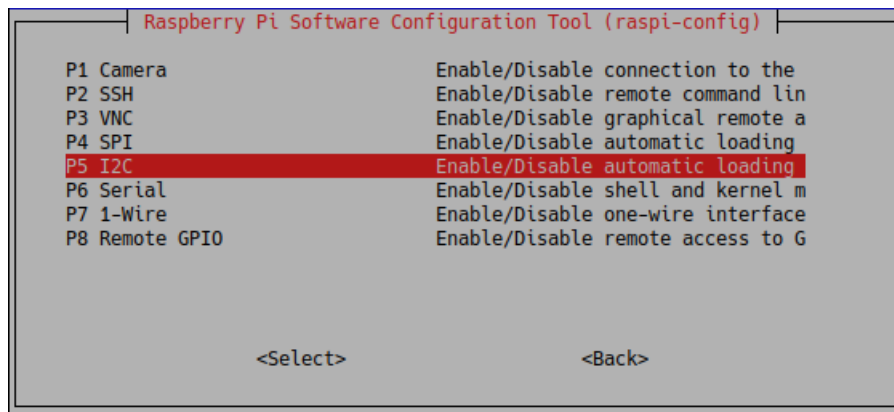 Raspberry Pi Software Configuration Tool (raspi-config)
P1 Camera Enable/Disable connection to the
P2 SSH Enable/Disable remote command lin
P3 VNC Enable/Disable graphical remote a
P4 SPI Enable/Disable automatic loading
P5 I2C Enable/Disable automatic loading
P6 Serial Enable/Disable shell and kernel m
P7 1-Wire Enable/Disable one-wire interface
P8 Remote GPIO Enable/Disable remote access to G
<Select> <Back>